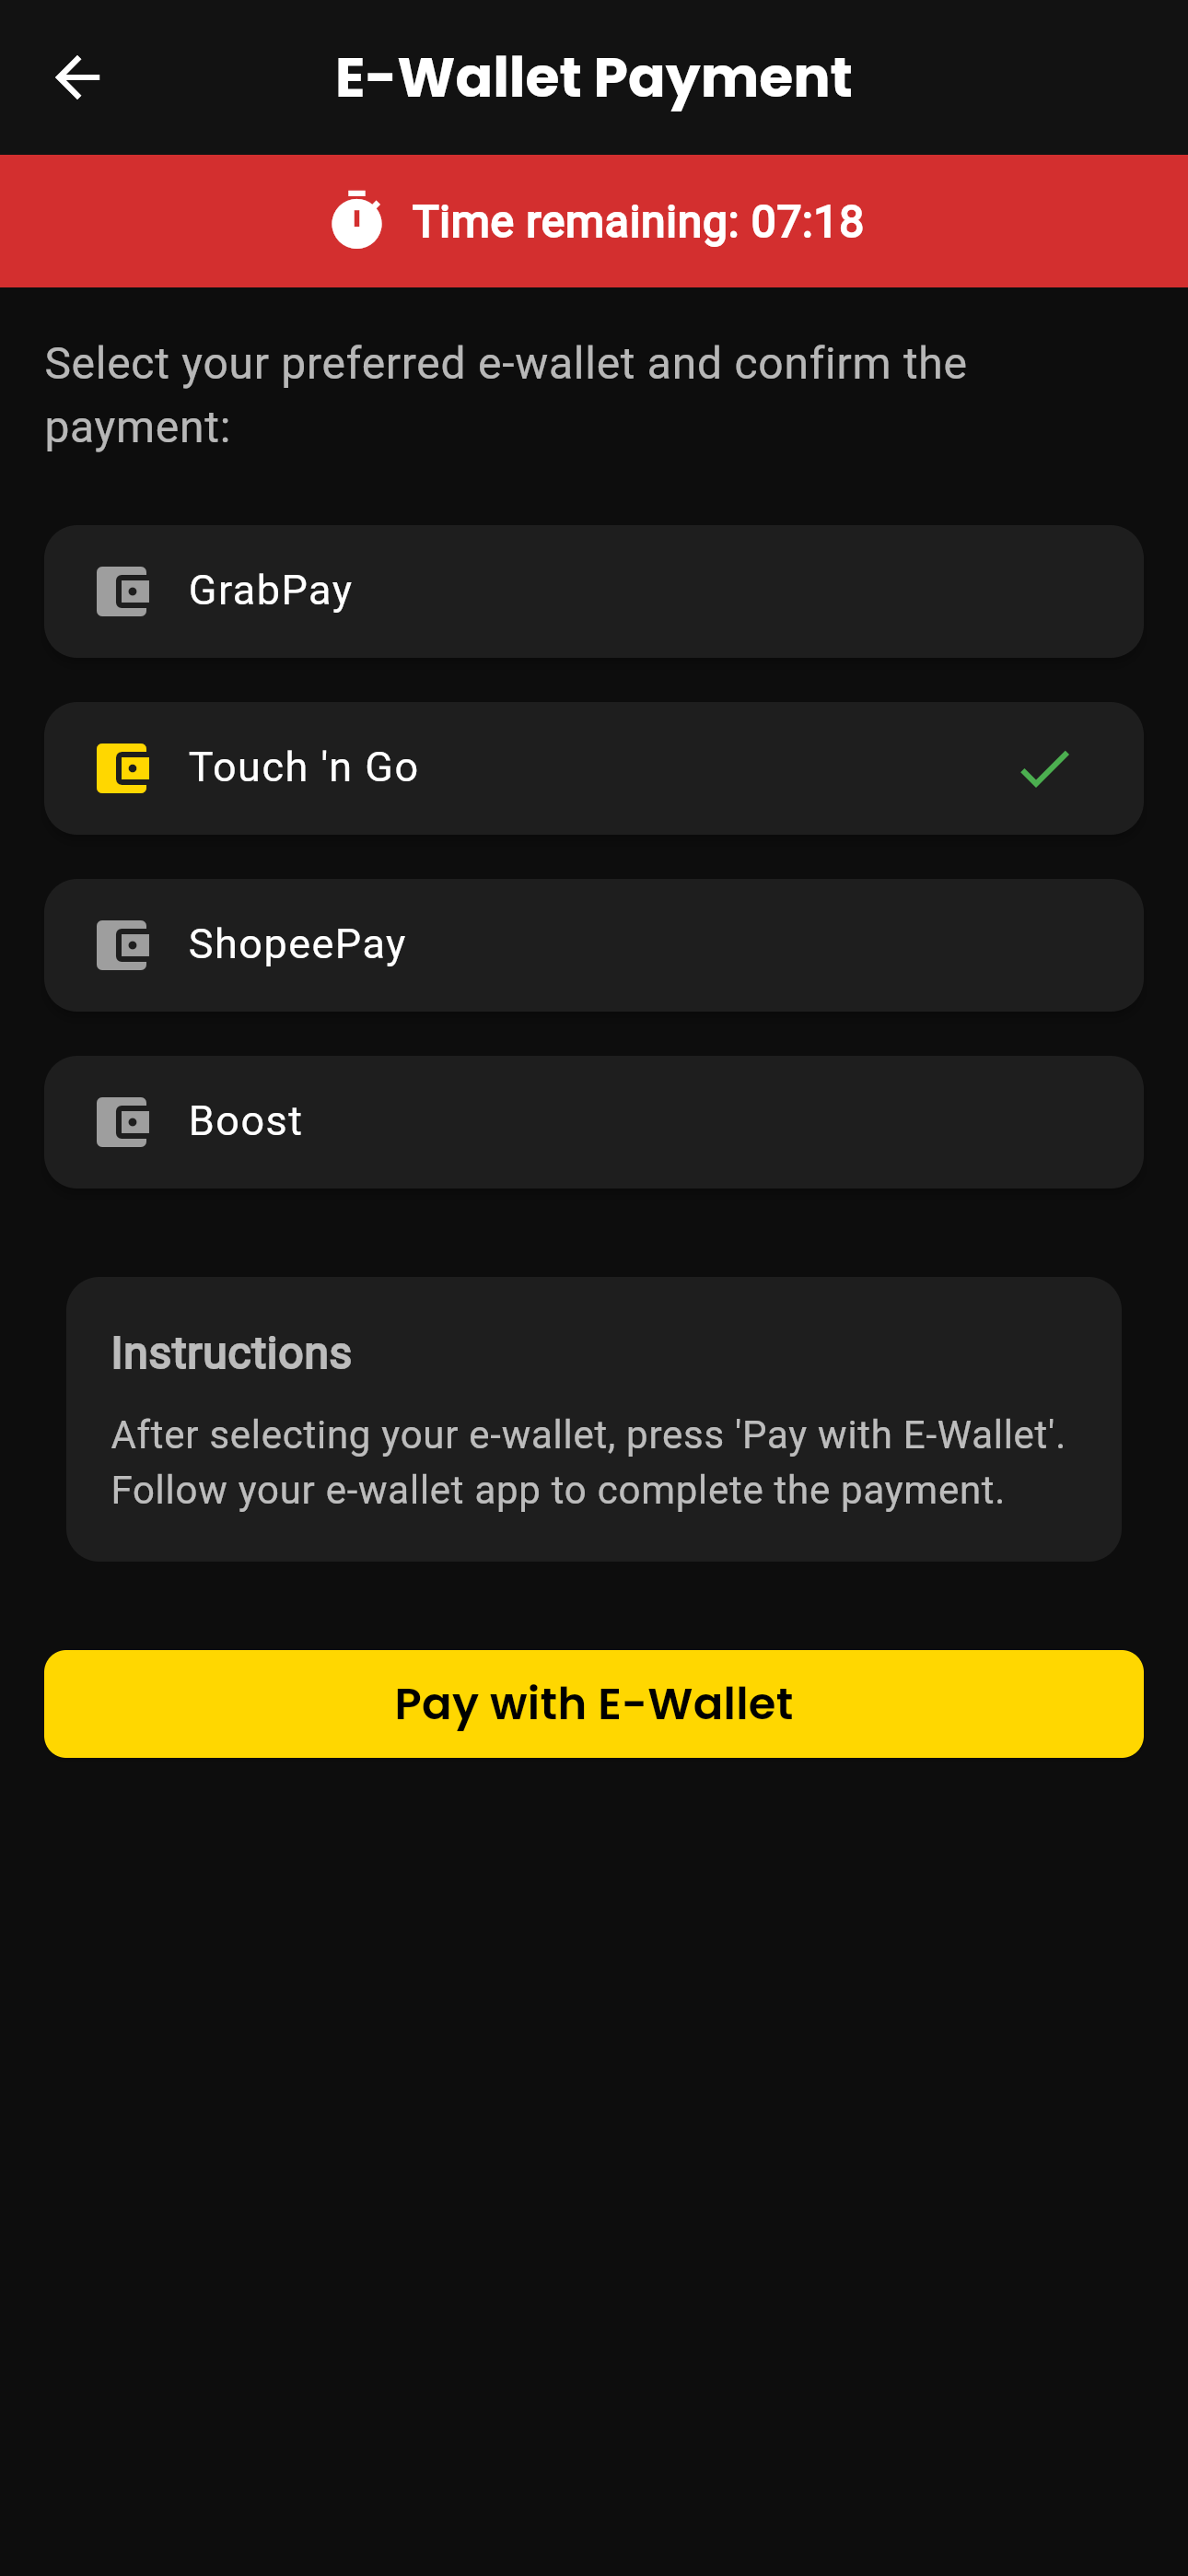 E-Wallet Payment
Time remaining: 07:18
Select your preferred e-wallet and confirm the
payment:
GrabPay
Touch 'n Go
ShopeePay
Boost
Instructions
After selecting your e-wallet, press 'Pay with E-Wallet'.
Follow your e-wallet app to complete the payment.
Pay with E-Wallet